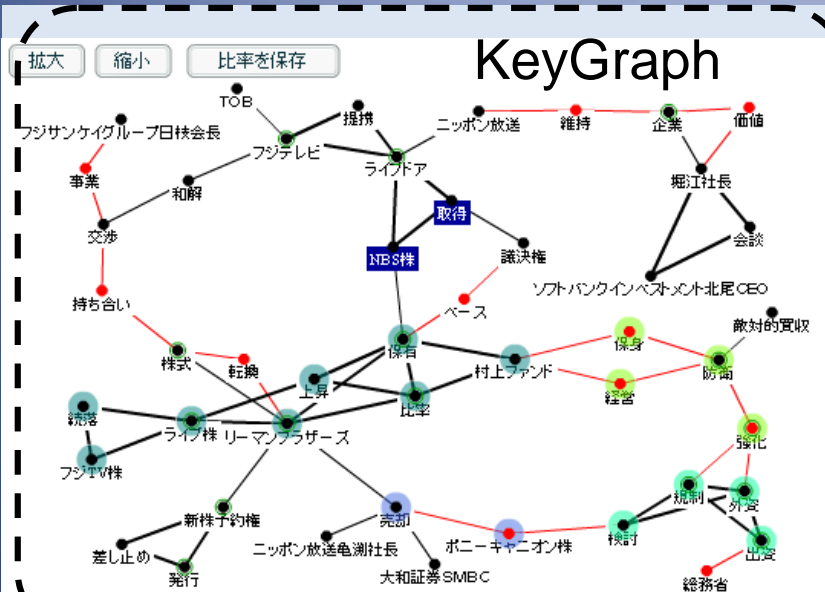 拡大 縮小 比率を保存 KeyGraph
TOB
提携
フジサンケイグループ日枝会長
フジテレビ
ニッポン放送
維持
企業
価値
ライブドア
事業
和解
堀江社長
取得
交渉
会談
NBS株
議決権
持ち合い
ソフトバンクインベストメント北尾CEO
ベース
敵対的買収
株式
転換
保有
保身
村上ファンド
防衛
上昇
経営
比率
続落
ライブ株
リーマンブラザーズ
強化
フジTV株
規制
外資
新株予約権
売却
検討
差し止め
ニッポン放送亀渕社長
ポニーキャニオン株
出資
発行
大和証券SMBC
総務省